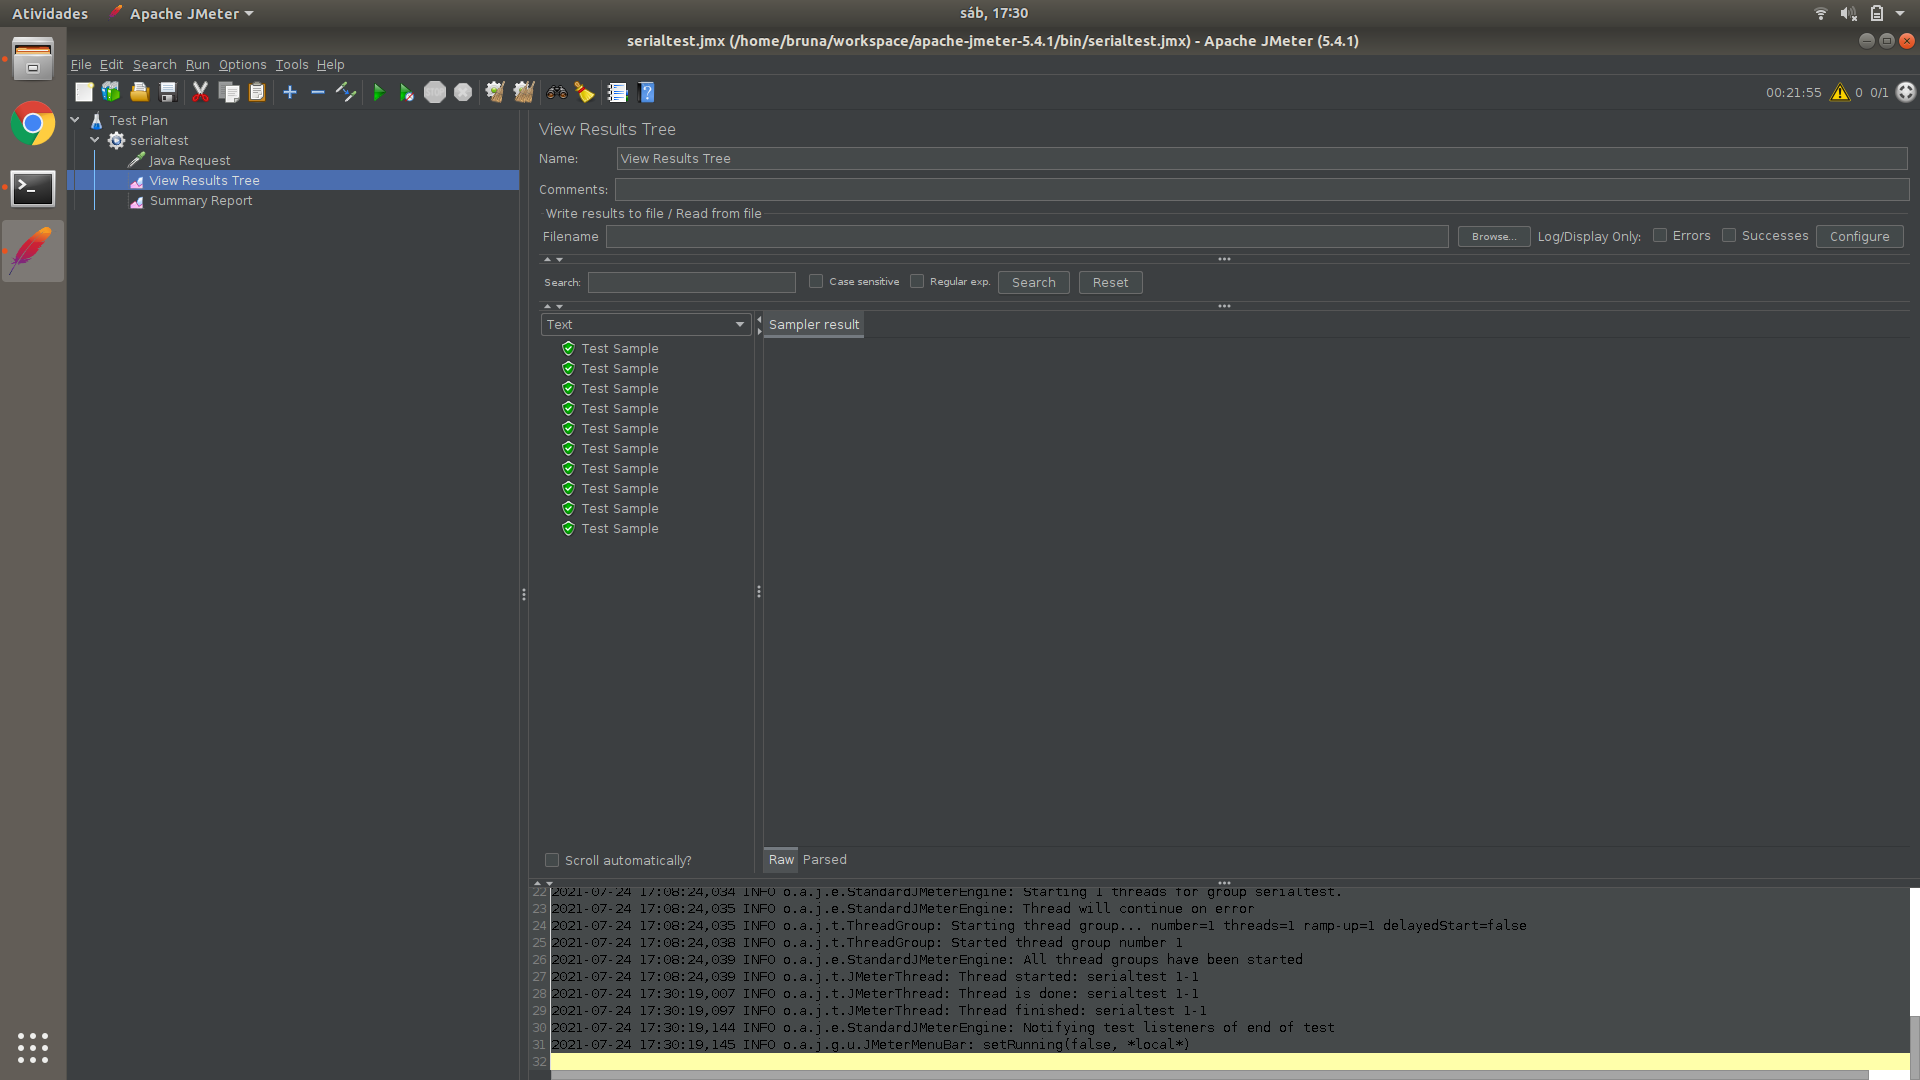 Atividades Apache JMeter sáb, 17:30
serialtest.jmx (/home/bruna/workspace/apache-jmeter-5.4.1/bin/serialtest.jmx) - Apache JMeter (5.4.1)
File Edit Search Run Options Tools Help
STOP 00:21:55 0 0/1
Test Plan
serialtest
Java Request
View Results Tree
Summary Report
View Results Tree
Name: View Results Tree
Comments:
Write results to file / Read from file
Filename Browse... Log/Display Only: Errors Successes Configure
Search: Case sensitive Regular exp. Search Reset
Text Sampler result
Test Sample
Test Sample
Test Sample
Test Sample
Test Sample
Test Sample
Test Sample
Test Sample
Test Sample
Test Sample
Scroll automatically? Raw Parsed
22 2021-07-24 17:08:24,034 INFO o.a.j.e.StandardJMeterEngine: Starting 1 threads for group serialtest.
23 2021-07-24 17:08:24,035 INFO o.a.j.e.StandardJMeterEngine: Thread will continue on error
24 2021-07-24 17:08:24,035 INFO o.a.j.t.ThreadGroup: Starting thread group... number=1 threads=1 ramp-up=1 delayedStart=false
25 2021-07-24 17:08:24,038 INFO o.a.j.t.ThreadGroup: Started thread group number 1
26 2021-07-24 17:08:24,039 INFO o.a.j.e.StandardJMeterEngine: All thread groups have been started
27 2021-07-24 17:08:24,039 INFO o.a.j.t.JMeterThread: Thread started: serialtest 1-1
28 2021-07-24 17:30:19,007 INFO o.a.j.t.JMeterThread: Thread is done: serialtest 1-1
29 2021-07-24 17:30:19,097 INFO o.a.j.t.JMeterThread: Thread finished: serialtest 1-1
30 2021-07-24 17:30:19,144 INFO o.a.j.e.StandardJMeterEngine: Notifying test listeners of end of test
31 2021-07-24 17:30:19,145 INFO o.a.j.g.u.JMeterMenuBar: setRunning(false, *local*)
32